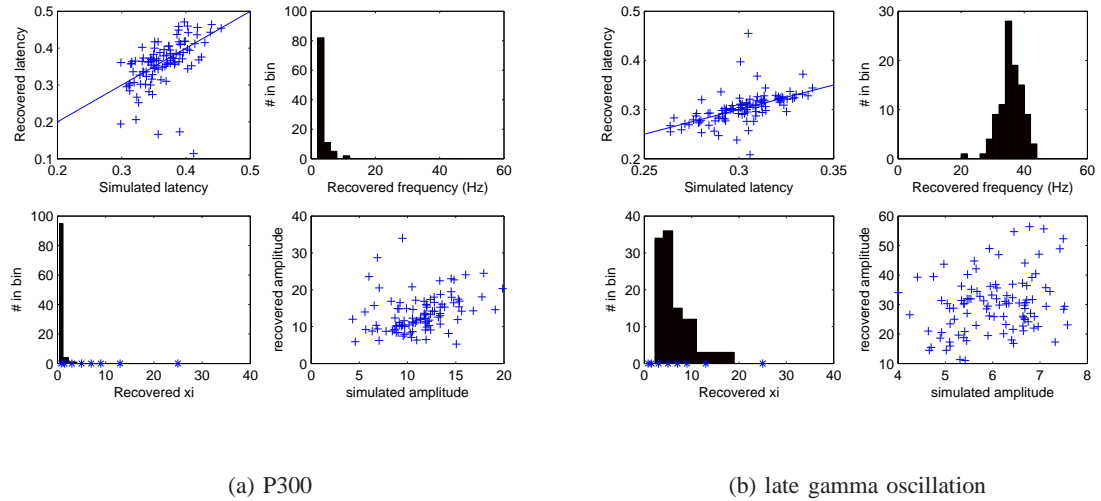 0.5
0.4
0.3
0.2
0.1
0.2 0.3 0.4 0.5
Recovered latency
Simulated latency
100
80
60
40
20
0
0 20 40 60
# in bin
Recovered frequency (Hz)
100
80
60
40
20
0
0 10 20 30 40
# in bin
Recovered xi
40
30
20
10
0
0 5 10 15 20
recovered amplitude
simulated amplitude
(a) P300
0.5
0.4
0.3
0.2
0.25 0.3 0.35
Recovered latency
Simulated latency
30
20
10
0
0 20 40 60
# in bin
Recovered frequency (Hz)
40
30
20
10
0
0 10 20 30 40
# in bin
Recovered xi
60
50
40
30
20
10
4 5 6 7 8
recovered amplitude
simulated amplitude
(b) late gamma oscillation